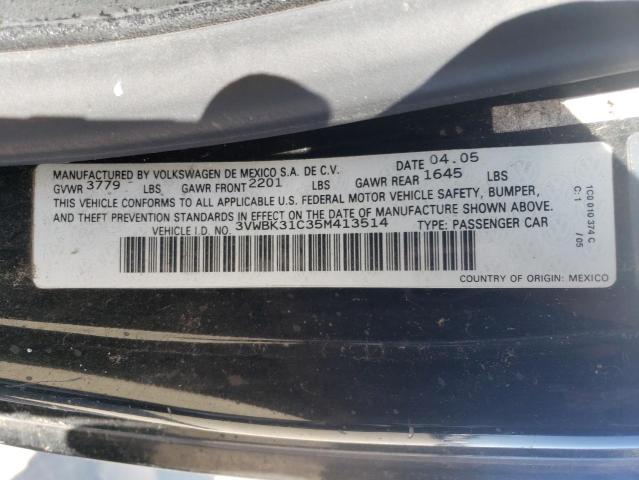 MANUFACTURED BY VOLKSWAGEN DE MEXICO S.A. DE C.V. DATE 04.05
GVWR 3779 LBS GAWR FRONT 2201 LBS GAWR REAR 1645 LBS
THIS VEHICLE CONFORMS TO ALL APPLICABLE U.S. FEDERAL MOTOR VEHICLE SAFETY, BUMPER,
AND THEFT PREVENTION STANDARDS IN EFFECT ON THE DATE OF MANUFACTURE SHOWN ABOVE.
VEHICLE I.D. NO. 3VWBK31C35M413514 TYPE: PASSENGER CAR
COUNTRY OF ORIGIN: MEXICO
1C0 010 374 C
C:1 /05